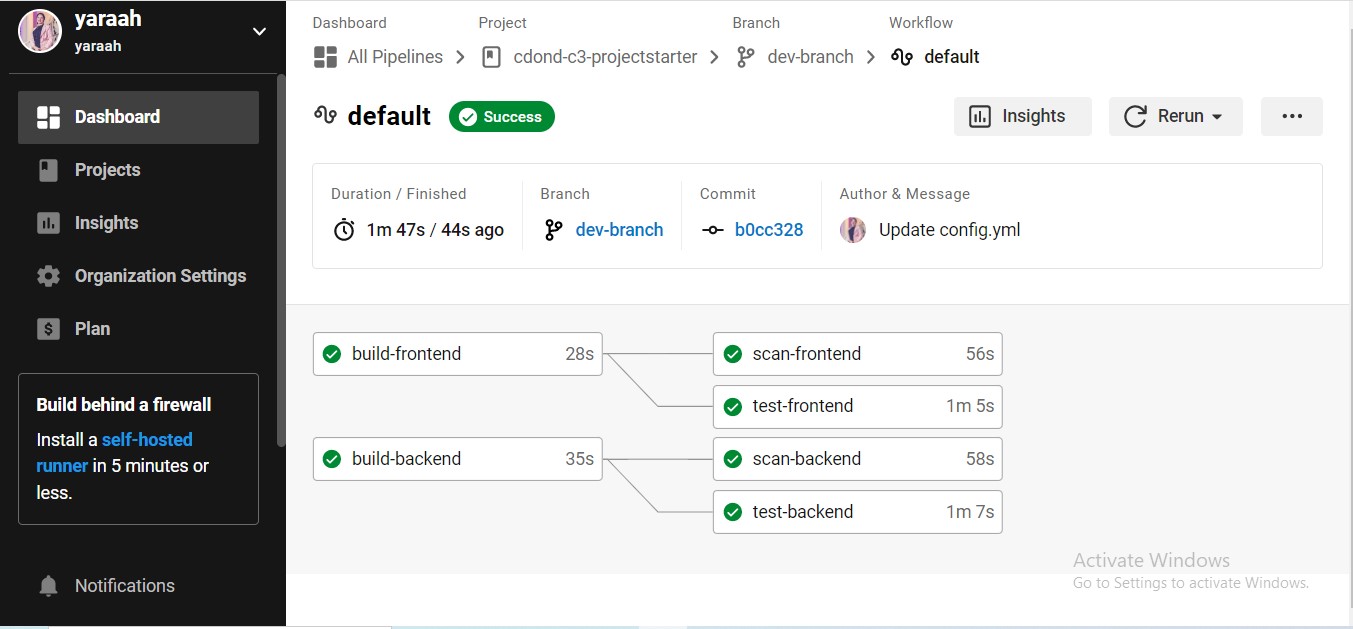 yaraah
yaraah
Dashboard
Projects
Insights
Organization Settings
Plan
Build behind a firewall
Install a self-hosted
runner in 5 minutes or
less.
Notifications
Dashboard Project Branch Workflow
All Pipelines cdond-c3-projectstarter dev-branch default
default Success Insights Rerun
Duration / Finished Branch Commit Author & Message
1m 47s / 44s ago dev-branch b0cc328 Update config.yml
build-frontend 28s scan-frontend 56s
test-frontend 1m 5s
build-backend 35s scan-backend 58s
test-backend 1m 7s
Activate Windows
Go to Settings to activate Windows.